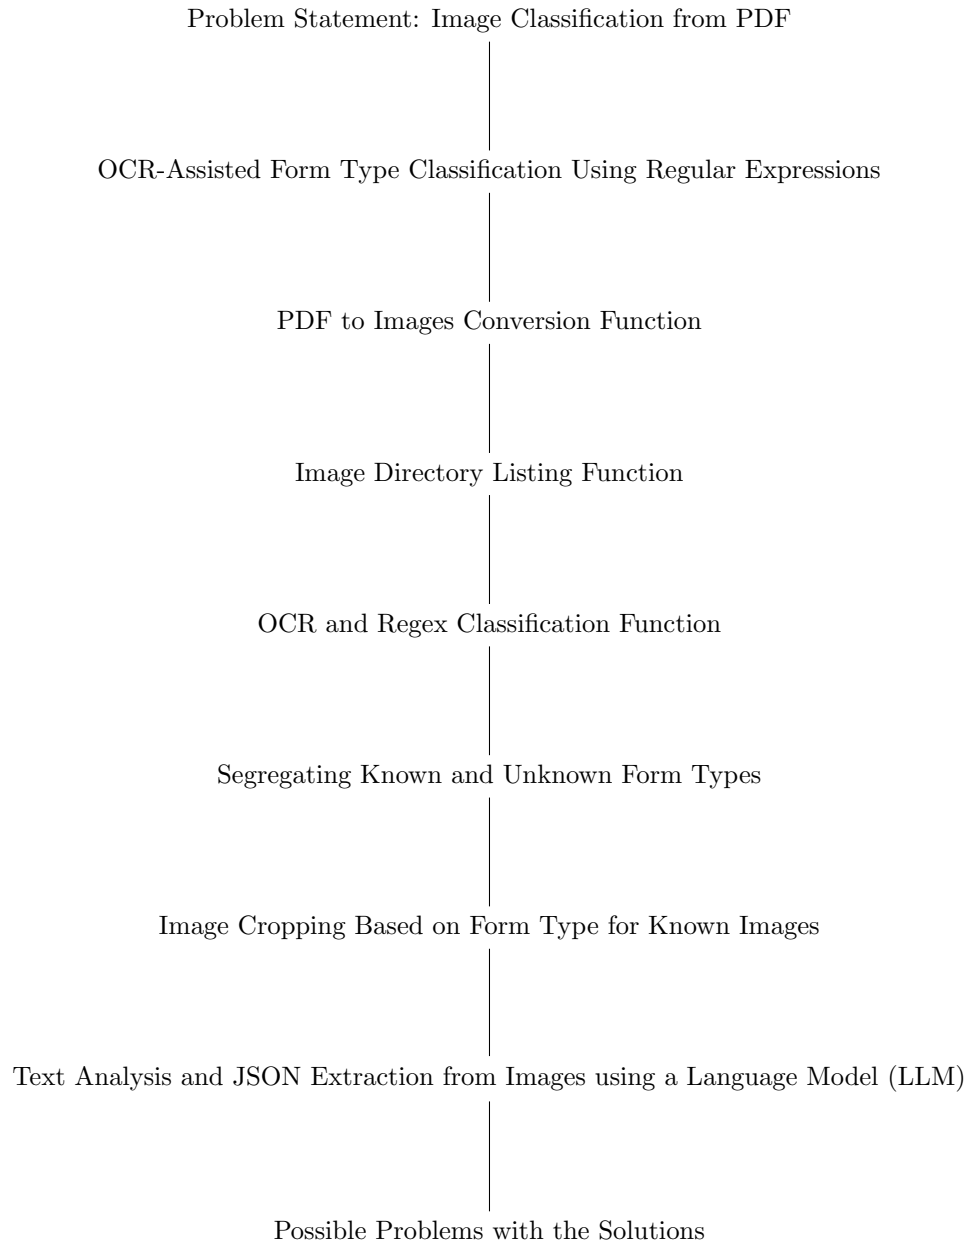 Problem Statement: Image Classification from PDF
OCR-Assisted Form Type Classification Using Regular Expressions
PDF to Images Conversion Function
Image Directory Listing Function
OCR and Regex Classification Function
Segregating Known and Unknown Form Types
Image Cropping Based on Form Type for Known Images
Text Analysis and JSON Extraction from Images using a Language Model (LLM)
Possible Problems with the Solutions